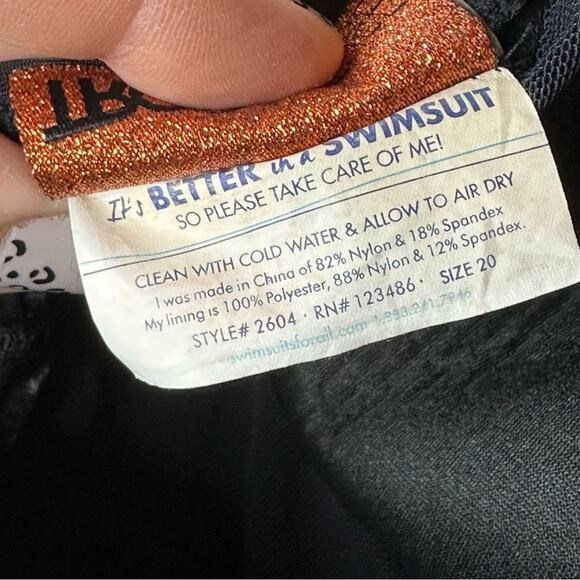 It's BETTER in a SWIMSUIT
SO PLEASE TAKE CARE OF ME!
CLEAN WITH COLD WATER & ALLOW TO AIR DRY
I was made in China of 82% Nylon & 18% Spandex
My lining is 100% Polyester, 88% Nylon & 12% Spandex.
STYLE# 2604 · RN# 123486 · SIZE 20
swimsuitsforall.com